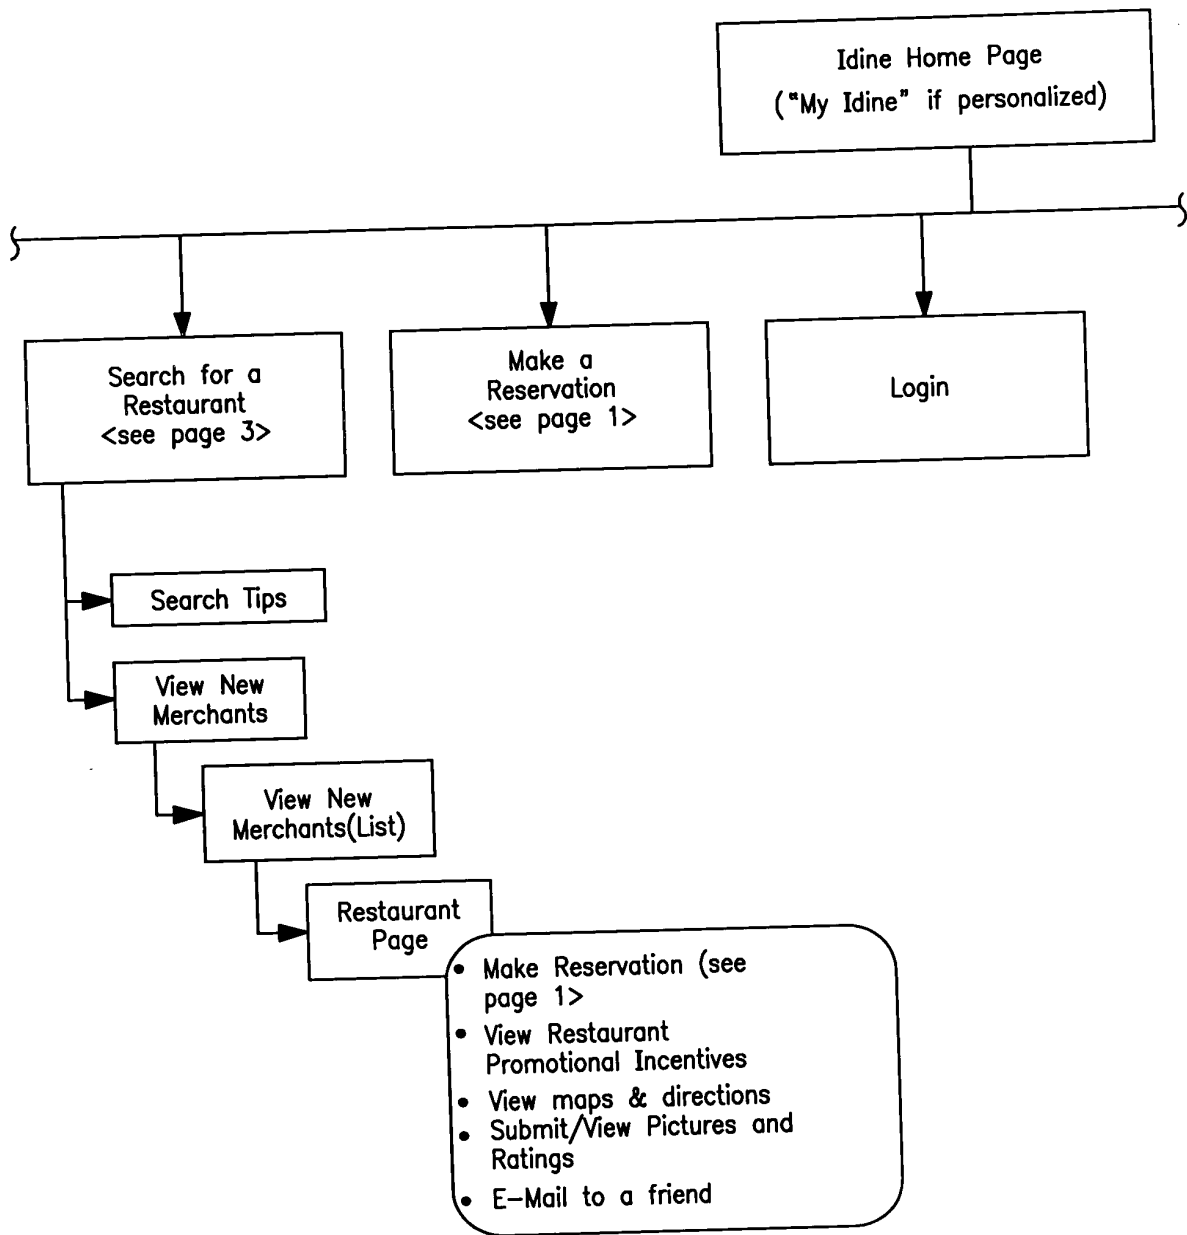 Idine Home Page
("My Idine" if personalized)
Search for a
Restaurant
<see page 3>
Make a
Reservation
<see page 1>
Login
Search Tips
View New
Merchants
View New
Merchants(List)
Restaurant
Page
• Make Reservation (see
page 1>
• View Restaurant
Promotional Incentives
• View maps & directions
• Submit/View Pictures and
Ratings
• E-Mail to a friend